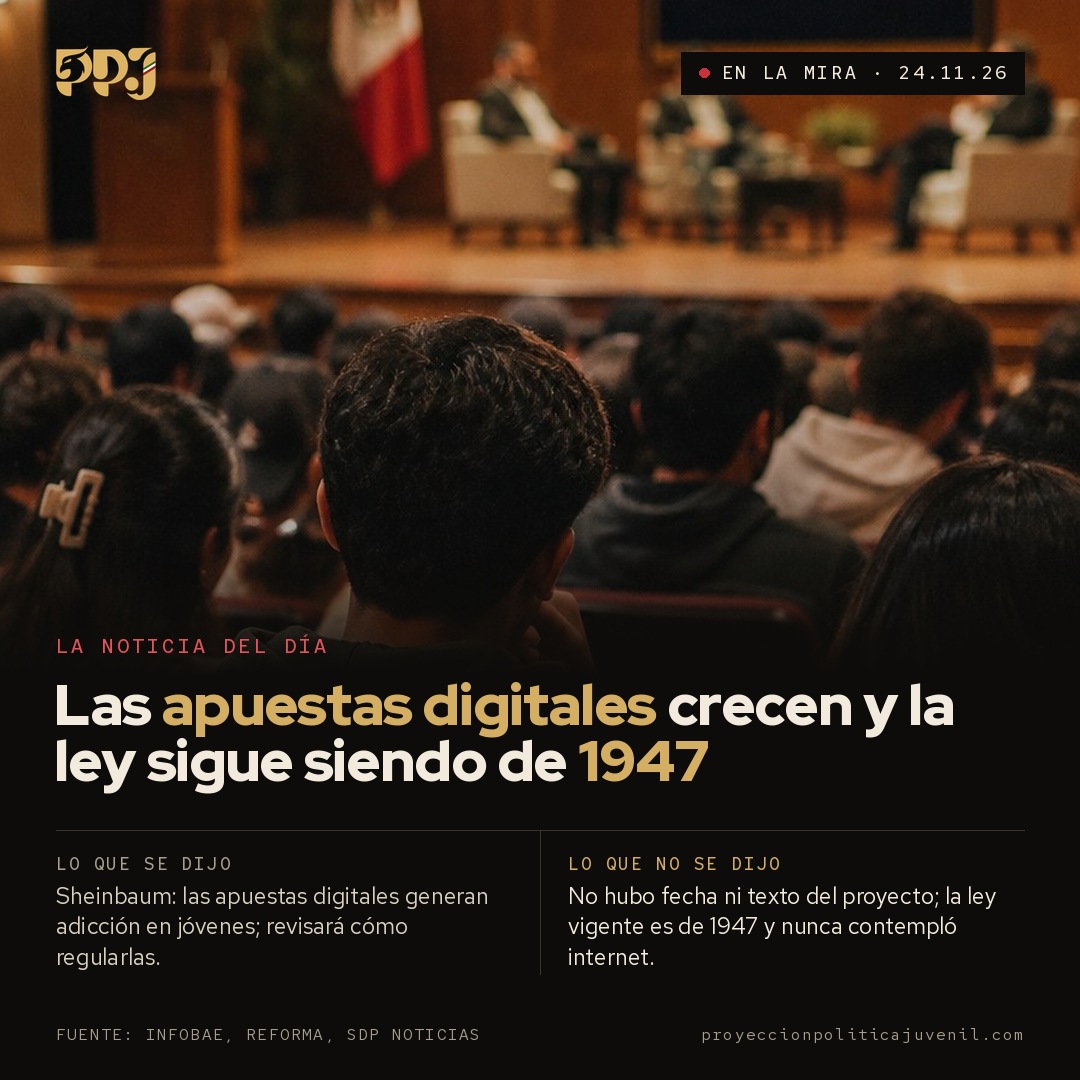 PPJ
EN LA MIRA · 24.11.26
LA NOTICIA DEL DÍA
Las apuestas digitales crecen y la
ley sigue siendo de 1947
LO QUE SE DIJO
Sheinbaum: las apuestas digitales generan
adicción en jóvenes; revisará cómo
regularlas.
LO QUE NO SE DIJO
No hubo fecha ni texto del proyecto; la ley
vigente es de 1947 y nunca contempló
internet.
FUENTE: INFOBAE, REFORMA, SDP NOTICIAS
proyeccionpoliticajuvenil.com